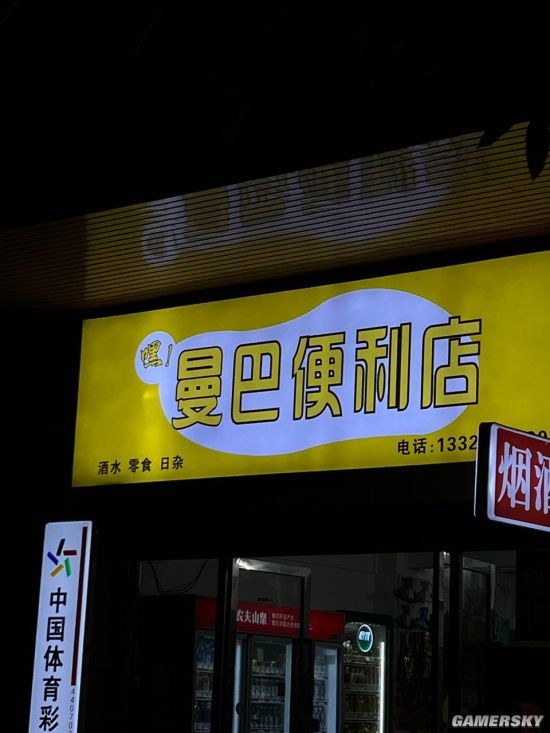 嘿！
曼巴便利店
酒水 零食 日杂
电话：1332
烟酒
中国体育彩
44070
农夫山泉
GAMERSKY